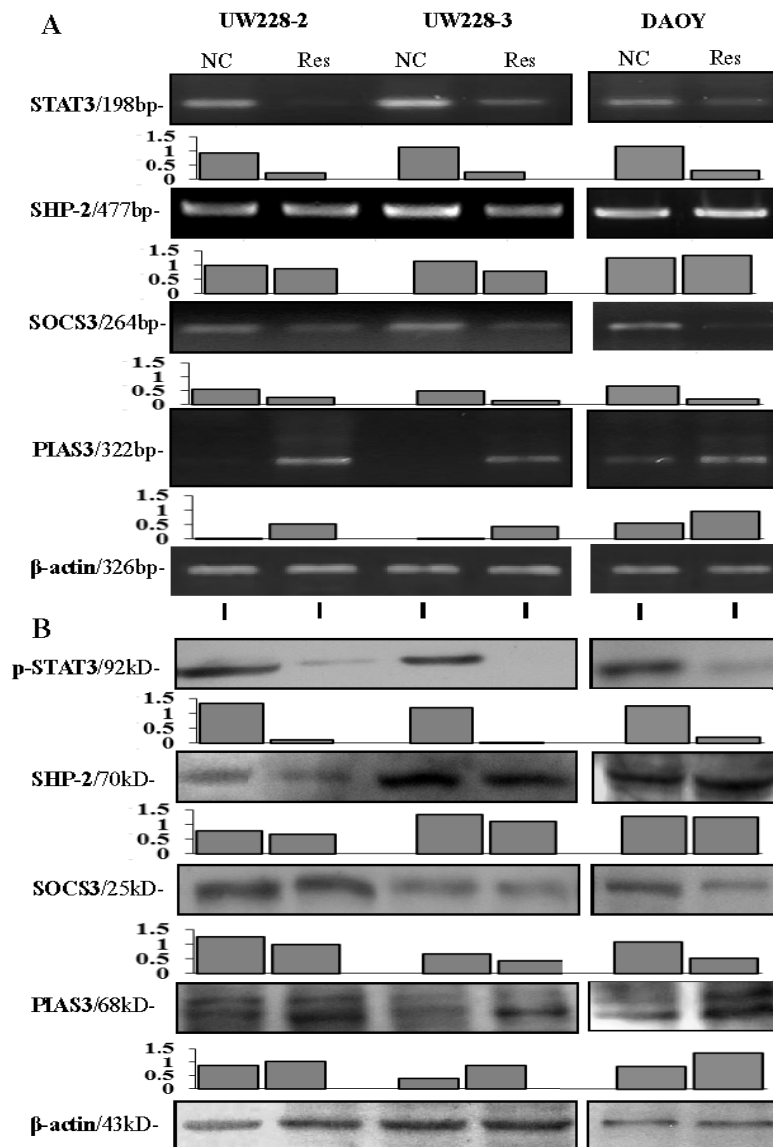 A
UW228-2 UW228-3 DAOY
NC Res NC Res NC Res
STAT3/198bp-
1.5
1
0.5
0
SHP-2/477bp-
1.5
1
0.5
0
SOCS3/264bp-
1.5
1
0.5
0
PIAS3/322bp-
1.5
1
0.5
0
β-actin/326bp-
B
p-STAT3/92kD-
1.5
1
0.5
0
SHP-2/70kD-
1.5
1
0.5
0
SOCS3/25kD-
1.5
1
0.5
0
PIAS3/68kD-
1.5
1
0.5
0
β-actin/43kD-